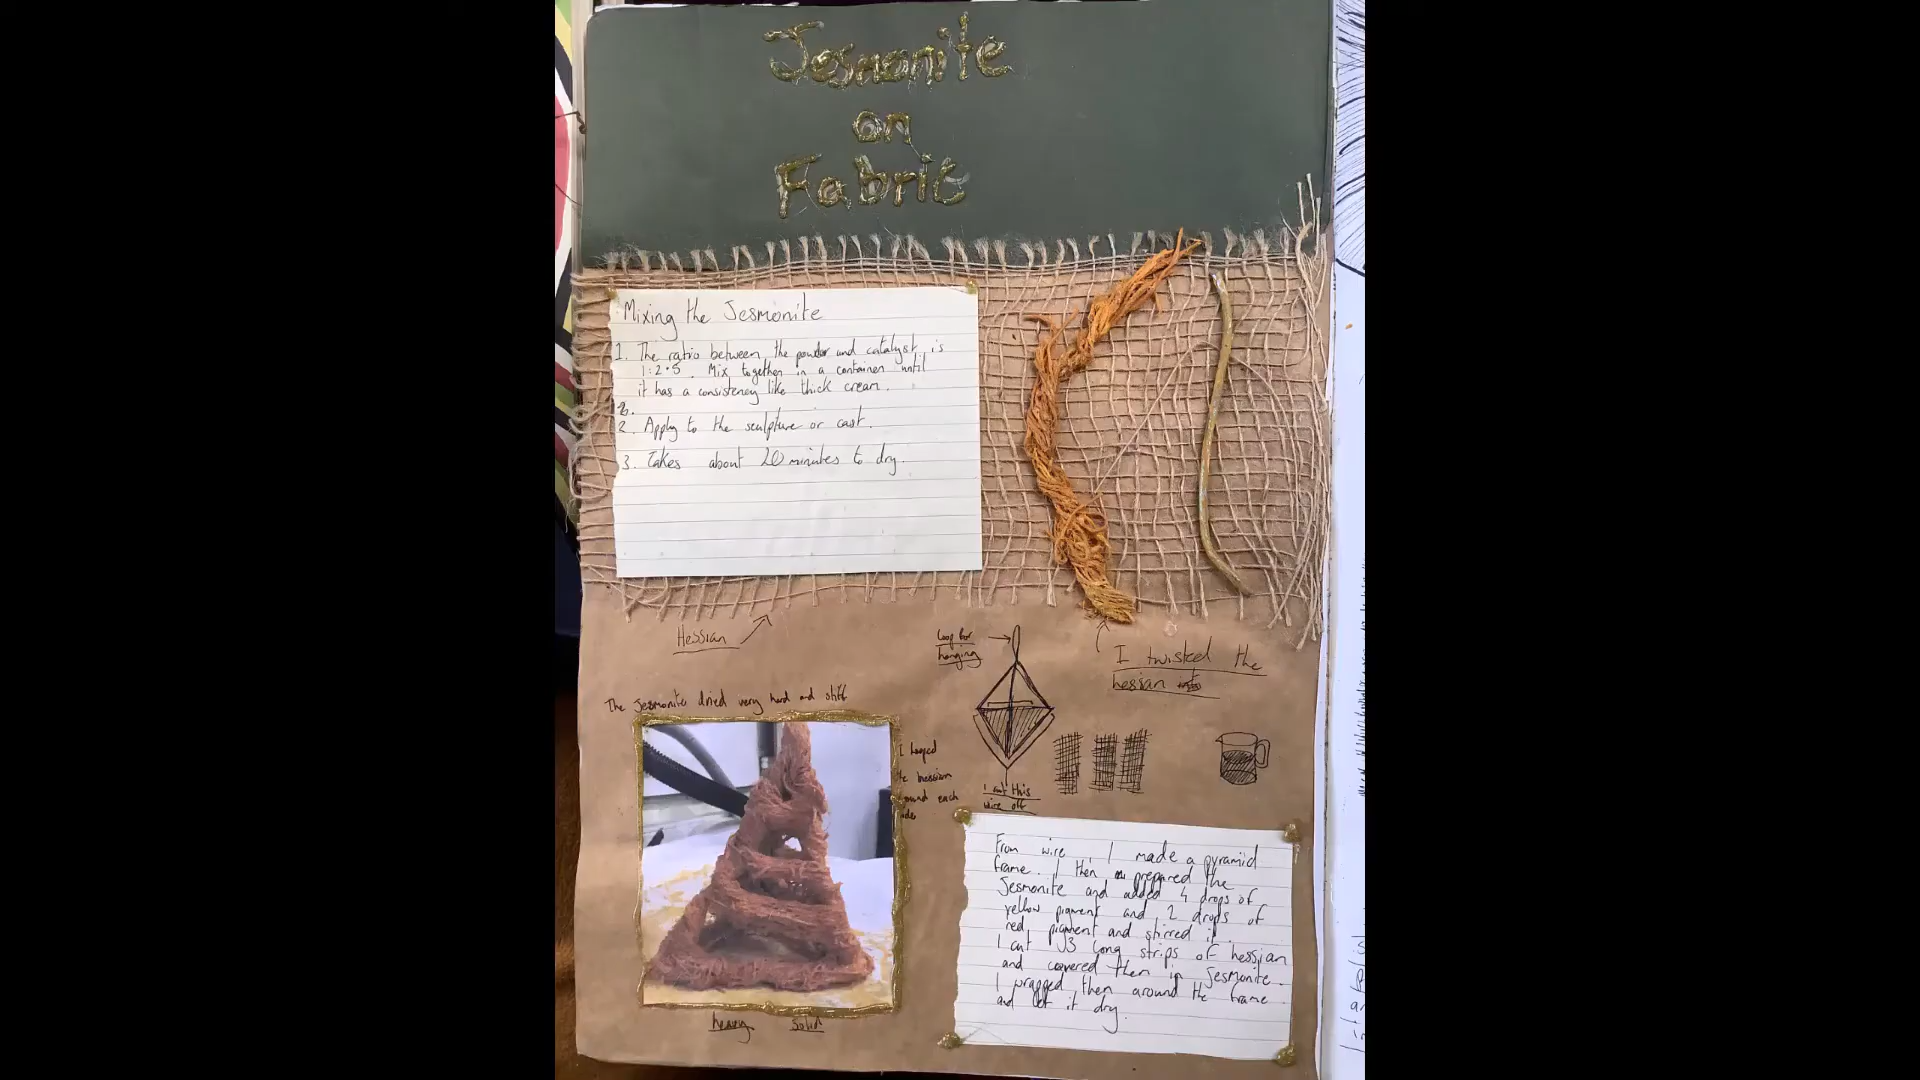 Jesmonite
on
Fabric
Mixing the Jesmonite
1. The ratio between the powder and catalyst is
1:2.5. Mix together in a container until
it has a consistency like thick cream.
2. Apply to the sculpture or cast.
3. Takes about 20 minutes to dry.
Hessian
Loop for
hanging
I twisted the
hessian
The Jesmonite dried very hard and stiff
I looped
hessian
each
I cut this
wire off
heavy solid
From wire, I made a pyramid
frame. I then prepared the
Jesmonite and added 4 drops of
yellow pigment and 2 drops of
red pigment and stirred it.
I cut 3 long strips of hessian
and covered them in Jesmonite.
I wrapped them around the frame
and let it dry.